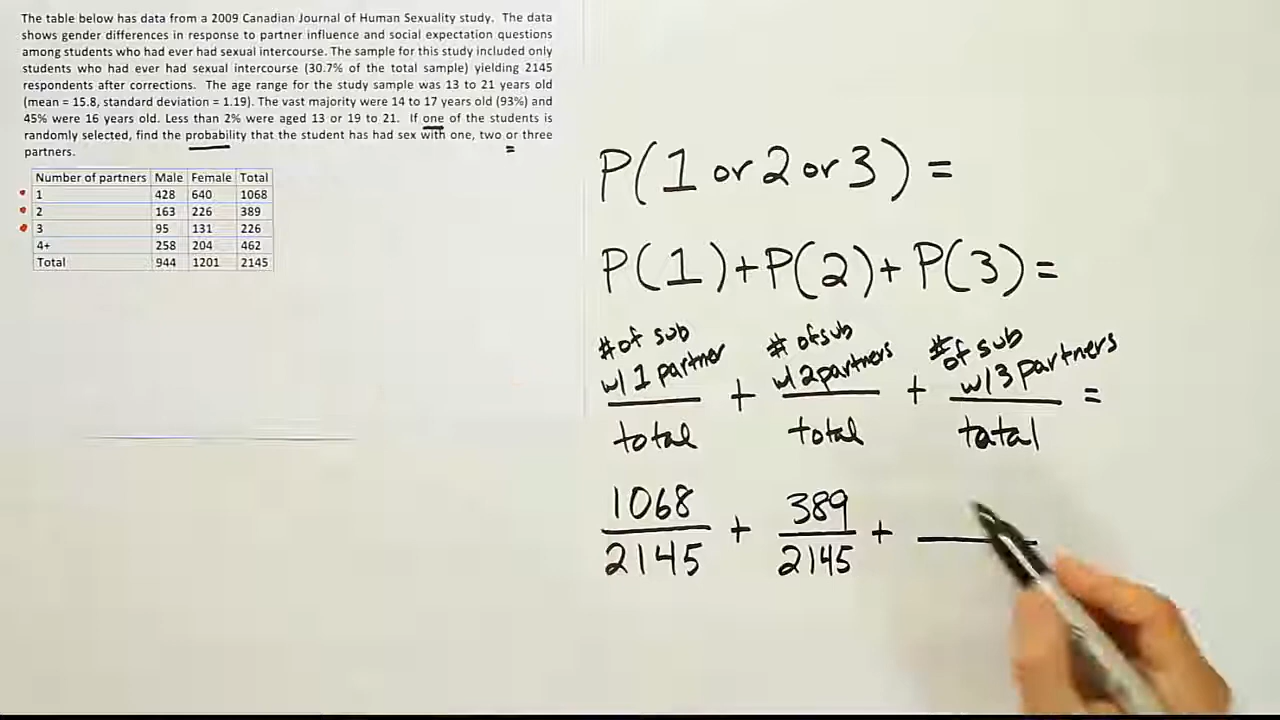 The table below has data from a 2009 Canadian Journal of Human Sexuality study. The data
shows gender differences in response to partner influence and social expectation questions
among students who had ever had sexual intercourse. The sample for this study included only
students who had ever had sexual intercourse (30.7% of the total sample) yielding 2145
respondents after corrections. The age range for the study sample was 13 to 21 years old
(mean = 15.8, standard deviation = 1.19). The vast majority were 14 to 17 years old (93%) and
45% were 16 years old. Less than 2% were aged 13 or 19 to 21. If one of the students is
randomly selected, find the probability that the student has had sex with one, two or three
partners.
Number of partners Male Female Total
1 428 640 1068
2 163 226 389
3 95 131 226
4+ 258 204 462
Total 944 1201 2145
P(1 or 2 or 3) =
P(1)+P(2)+P(3)=
# of sub # of sub # of sub
w/ 1 partner w/ 2 partners w/ 3 partners
+ + =
total total tatal
1068 389
+ +
2145 2145